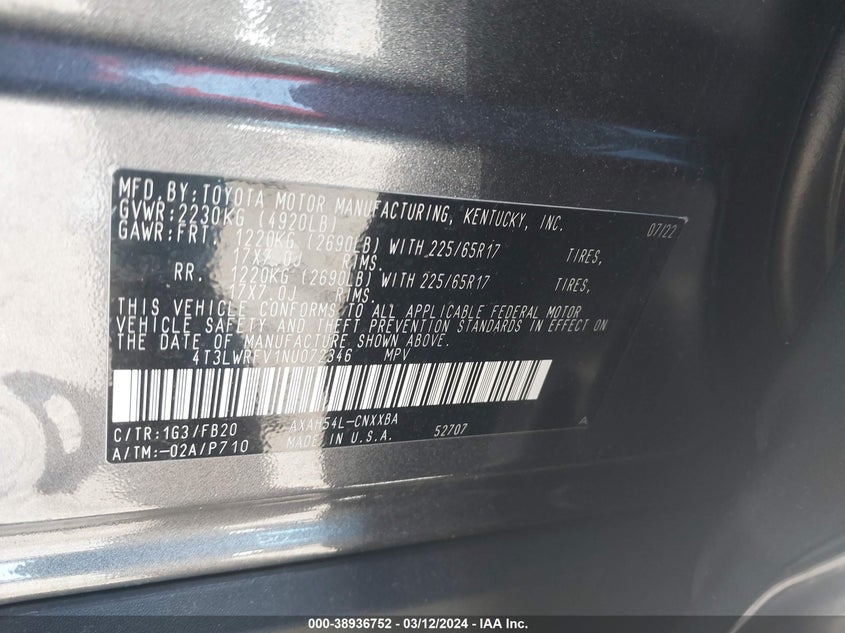 MFD.BY:TOYOTA MOTOR MANUFACTURING, KENTUCKY, INC. 07/22
GVWR:2230KG (4920LB)
GAWR:FRT. 1220KG (2690LB) WITH 225/65R17 TIRES,
17X7.0J RIMS.
RR. 1220KG (2690LB) WITH 225/65R17 TIRES,
17X7.0J RIMS.
THIS VEHICLE CONFORMS TO ALL APPLICABLE FEDERAL MOTOR
VEHICLE SAFETY AND THEFT PREVENTION STANDARDS IN EFFECT ON
THE DATE OF MANUFACTURE SHOWN ABOVE.
4T3LWRFV1NU072346 MPV
C/TR:1G3/FB20 AXAH54L-CNXXBA A
A/TM:-02A/P710 MADE IN U.S.A. 52707
000-38936752 — 03/12/2024 — IAA Inc.